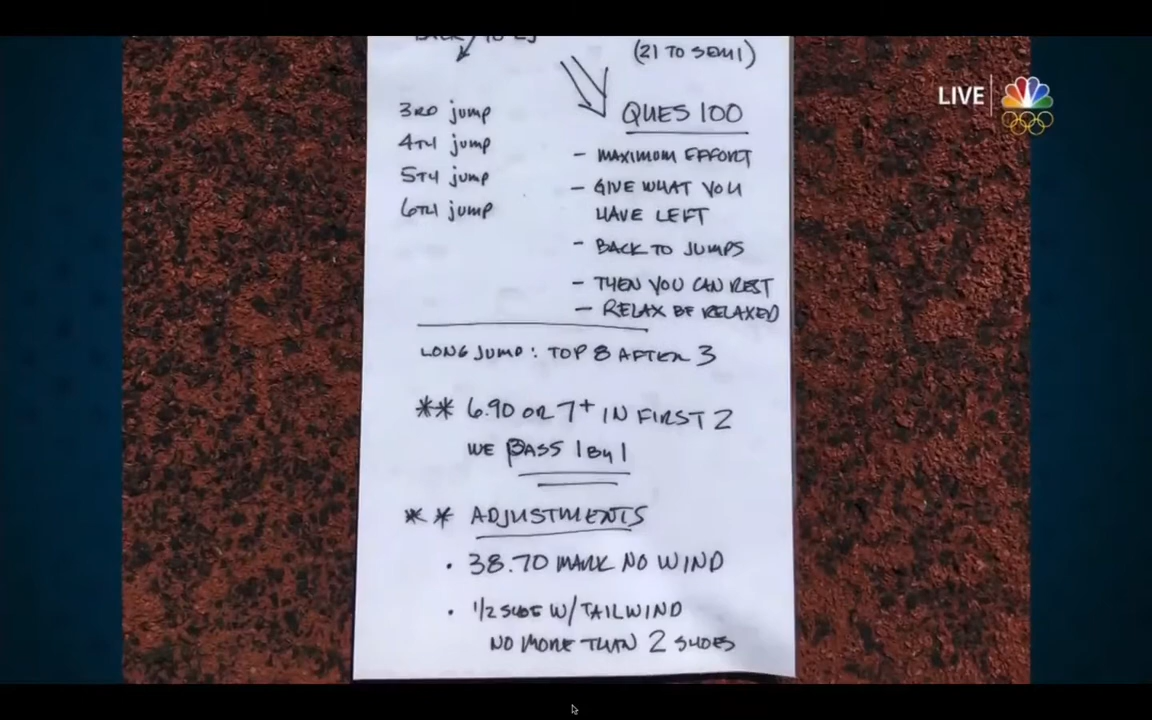 BACK / TO LJ
(21 TO SEMI)
3RD jump
4TH jump
5TH jump
6TH jump
QUES 100
- MAXIMUM EFFORT
- GIVE WHAT YOU
HAVE LEFT
- BACK TO JUMPS
- THEN YOU CAN REST
- RELAX BE RELAXED
LONG JUMP: TOP 8 AFTER 3
** 6.90 OR 7+ IN FIRST 2
WE PASS 1 By 1
** ADJUSTMENTS
• 38.70 MARK NO WIND
• 1/2 SHOE W/ TAILWIND
NO MORE THAN 2 SHOES
LIVE